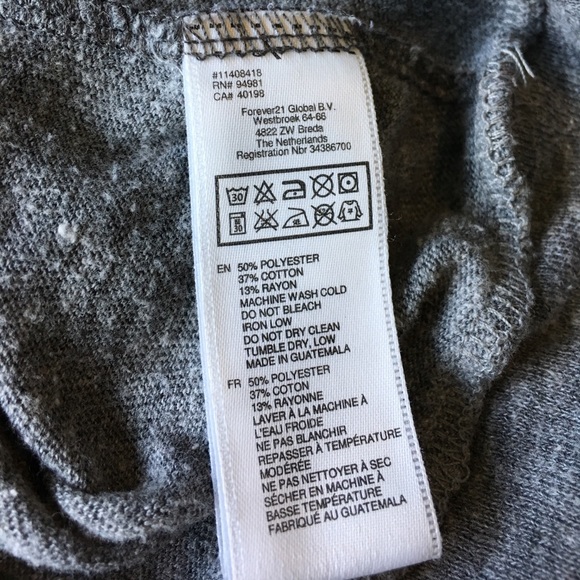 #11408418
RN# 94981
CA# 40198
Forever21 Global B.V.
Westbroek 64-66
4822 ZW Breda
The Netherlands
Registration Nbr 34386700
30
30
EN 50% POLYESTER
37% COTTON
13% RAYON
MACHINE WASH COLD
DO NOT BLEACH
IRON LOW
DO NOT DRY CLEAN
TUMBLE DRY, LOW
MADE IN GUATEMALA
FR 50% POLYESTER
37% COTON
13% RAYONNE
LAVER À LA MACHINE À
L'EAU FROIDE
NE PAS BLANCHIR
REPASSER À TEMPÉRATURE
MODÉRÉE
NE PAS NETTOYER À SEC
SÉCHER EN MACHINE À
BASSE TEMPÉRATURE
FABRIQUÉ AU GUATEMALA